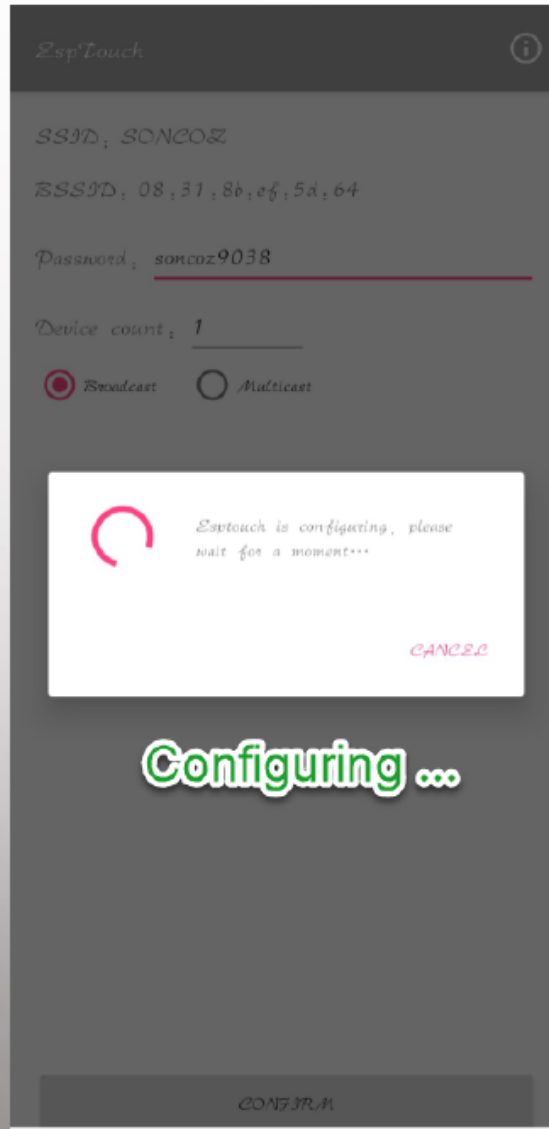 EspTouch
SSID: SONCOZ
BSSID: 08:31:8b:ef:5d:64
Password: soncoz9038
Device count: 1
Broadcast Multicast
Esptouch is configuring, please
wait for a moment...
CANCEL
Configuring ...
CONFIRM